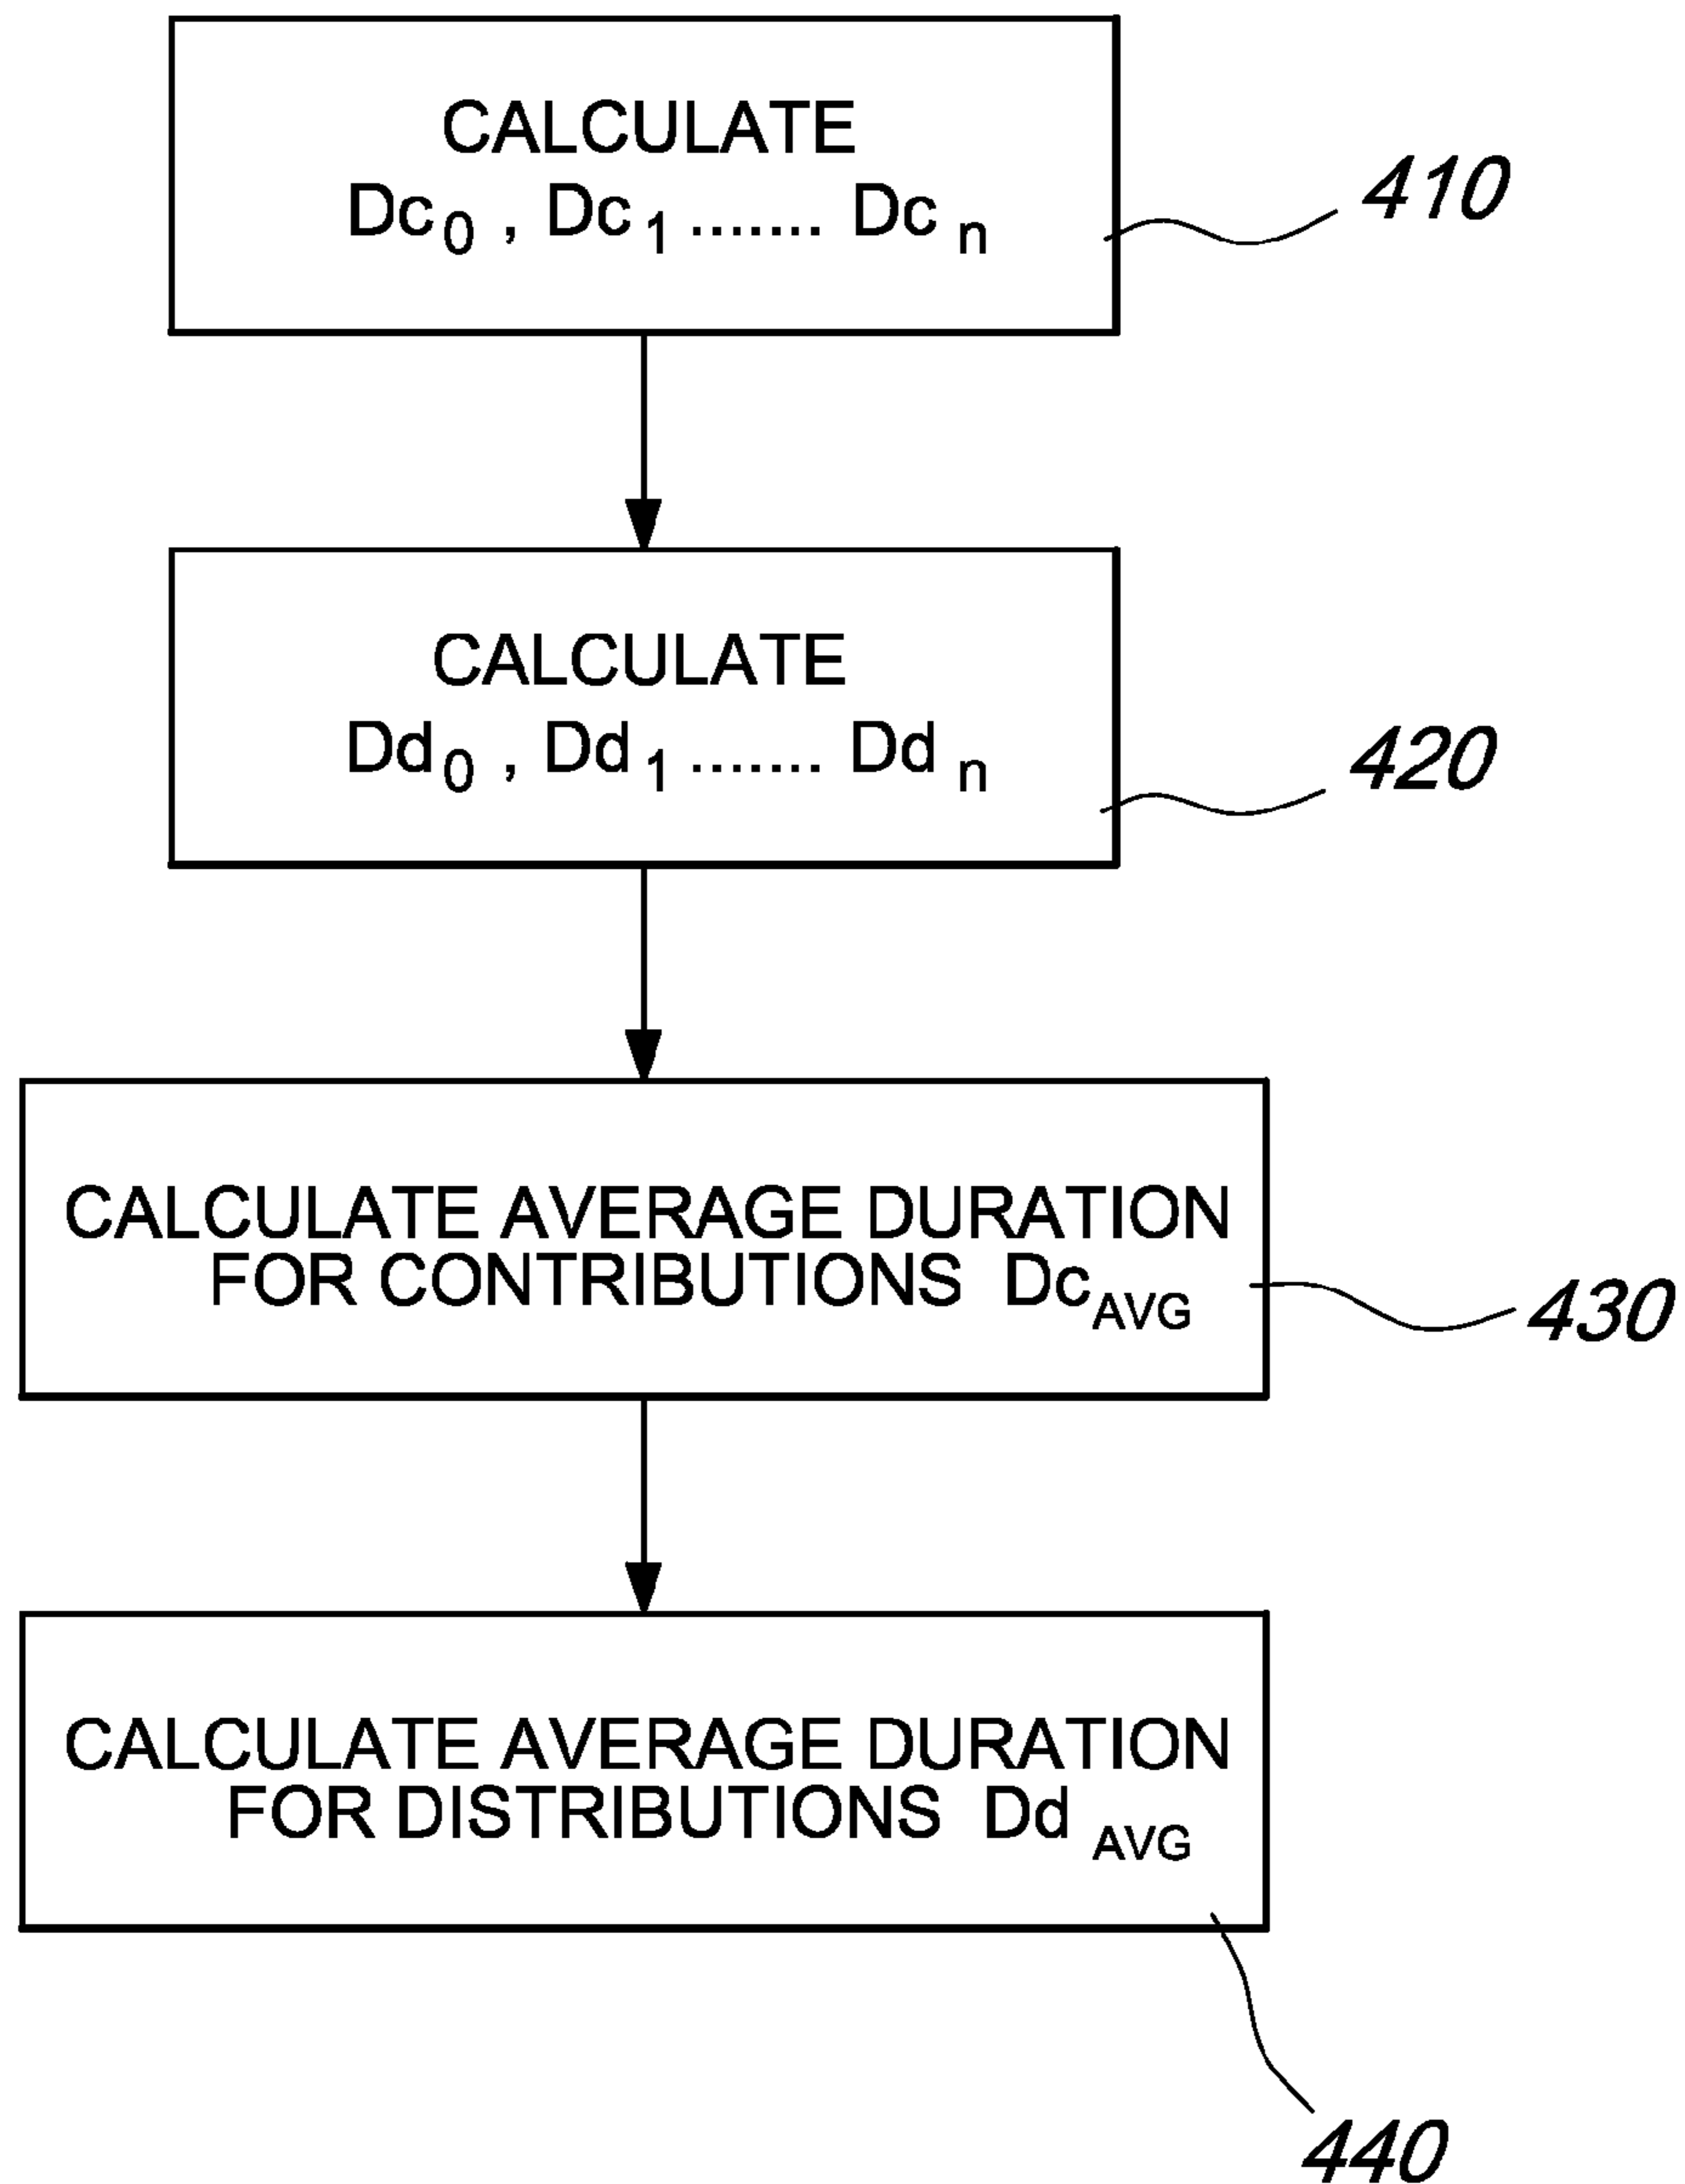 CALCULATE
Dc0 , Dc1 ....... Dcn
410
CALCULATE
Dd0 , Dd1 ....... Ddn
420
CALCULATE AVERAGE DURATION
FOR CONTRIBUTIONS DcAVG
430
CALCULATE AVERAGE DURATION
FOR DISTRIBUTIONS DdAVG
440